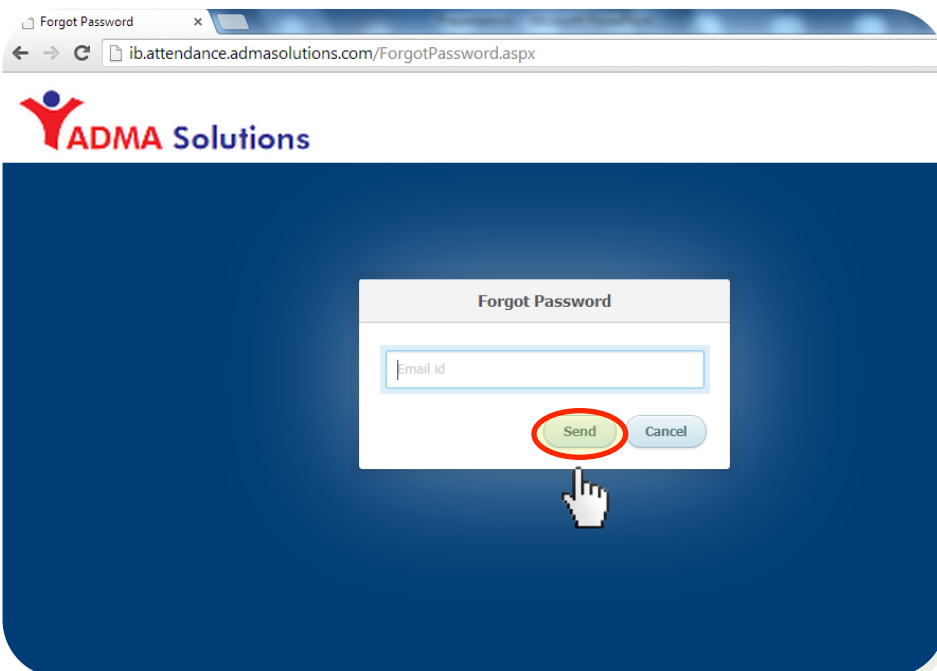 Forgot Password
ib.attendance.admasolutions.com/ForgotPassword.aspx
ADMA Solutions
Forgot Password
Email id
Send Cancel